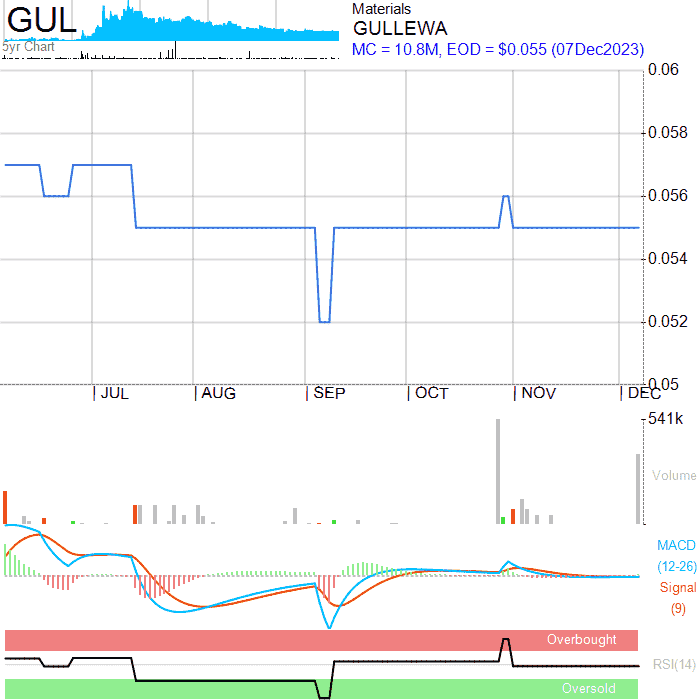 GUL
5yr Chart
Materials
GULLEWA
MC = 10.8M, EOD = $0.055 (07Dec2023)
0.06
0.058
0.056
0.054
0.052
0.05
JUL AUG SEP OCT NOV DEC
541k
Volume
MACD
(12-26)
Signal
(9)
Overbought
RSI(14)
Oversold